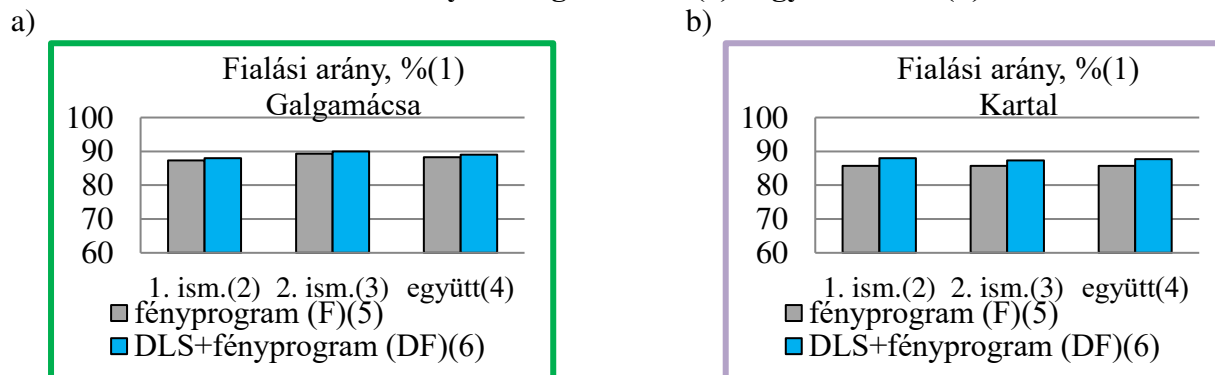 a)
Fialási arány, %(1)
Galgamácsa
100
90
80
70
60
1. ism.(2) 2. ism.(3) együtt(4)
fényprogram (F)(5)
DLS+fényprogram (DF)(6)
b)
Fialási arány, %(1)
Kartal
100
90
80
70
60
1. ism.(2) 2. ism.(3) együtt(4)
fényprogram (F)(5)
DLS+fényprogram (DF)(6)